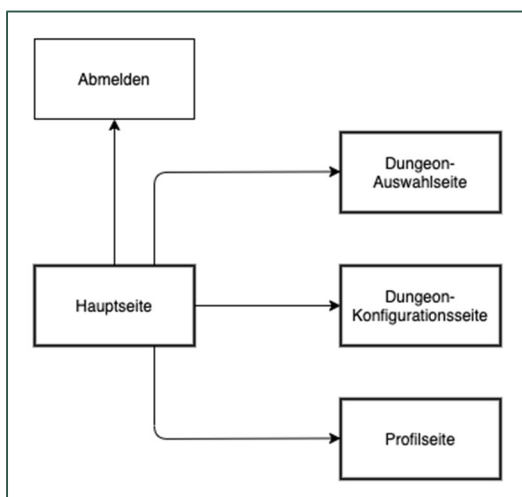 Abmelden
Dungeon-
Auswahlseite
Hauptseite
Dungeon-
Konfigurationsseite
Profilseite